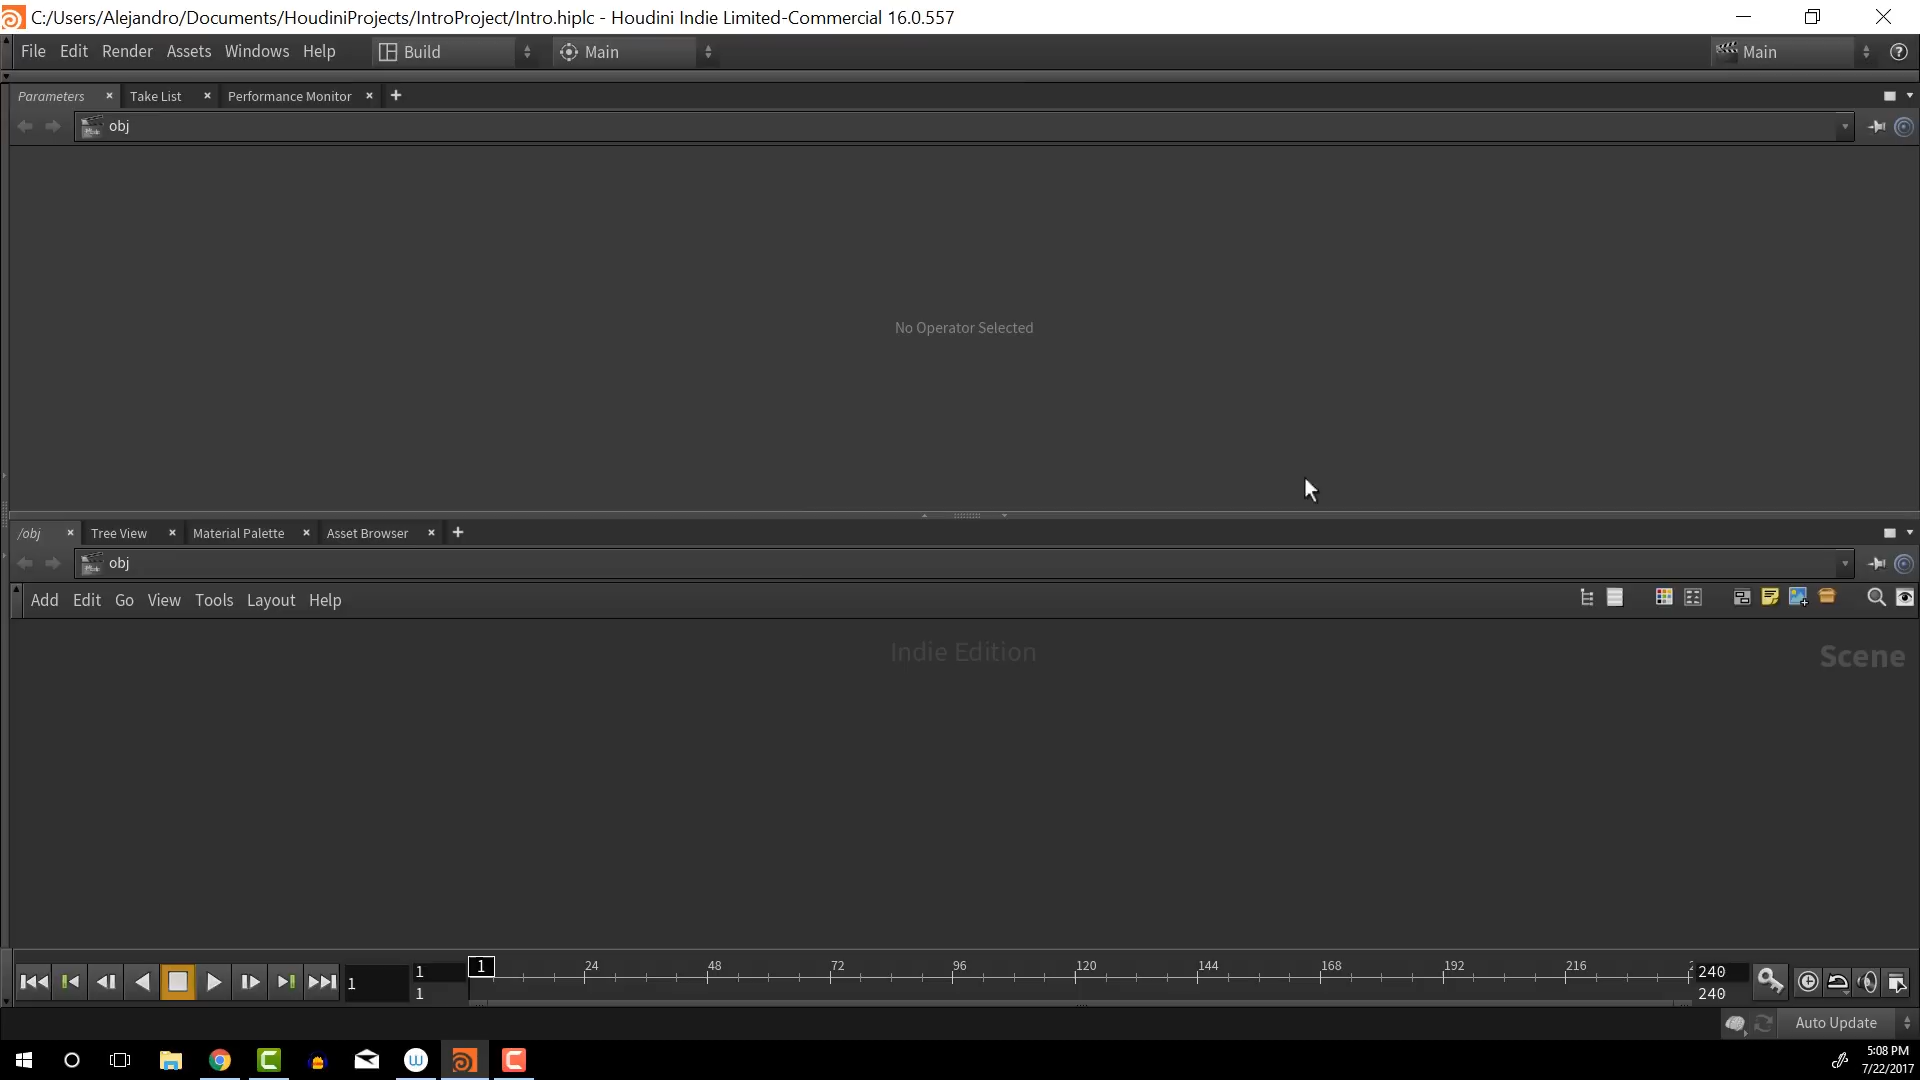 C:/Users/Alejandro/Documents/HoudiniProjects/IntroProject/Intro.hiplc - Houdini Indie Limited-Commercial 16.0.557
File Edit Render Assets Windows Help Build Main Main
Parameters Take List Performance Monitor
obj
No Operator Selected
/obj Tree View Material Palette Asset Browser
obj
Add Edit Go View Tools Layout Help
Indie Edition
Scene
1 1 1 24 48 72 96 120 144 168 192 216 2 240
1 240
Auto Update
5:08 PM
7/22/2017